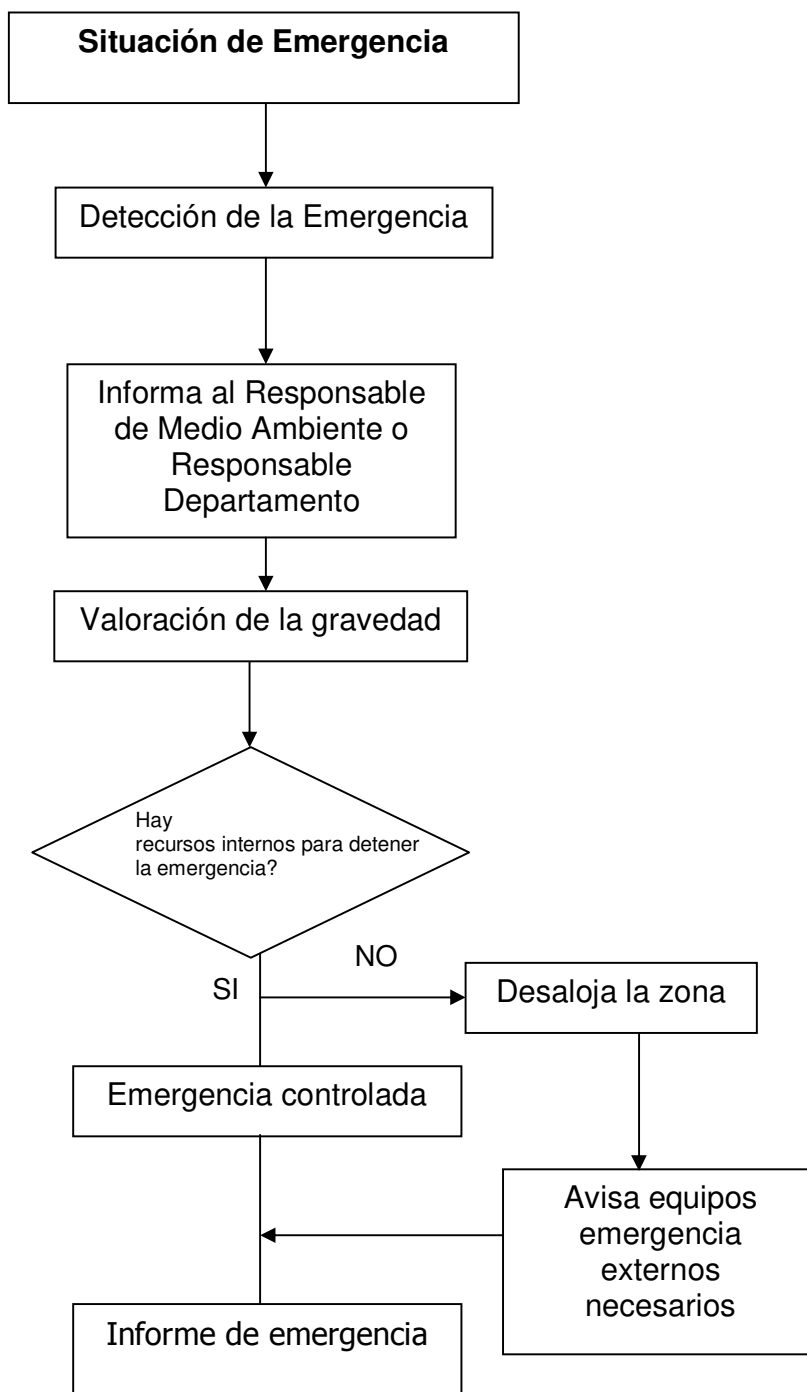 Situación de Emergencia
Detección de la Emergencia
Informa al Responsable
de Medio Ambiente o
Responsable
Departamento
Valoración de la gravedad
Hay
recursos internos para detener
la emergencia?
NO
SI
Desaloja la zona
Emergencia controlada
Avisa equipos
emergencia
externos
necesarios
Informe de emergencia